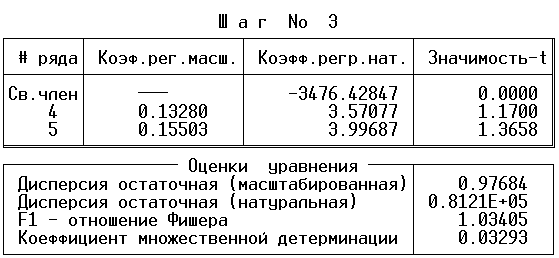 Шаг No 3
# ряда Коэф.рег.масш. Коэфф.регр.нат. Значимость-t
Св.член —— -3476.42847 0.0000
4 0.13280 3.57077 1.1700
5 0.15503 3.99687 1.3658
Оценки уравнения
Дисперсия остаточная (масштабированная) 0.97684
Дисперсия остаточная (натуральная) 0.8121E+05
F1 - отношение Фишера 1.03405
Коеффициент множественной детерминации 0.03293